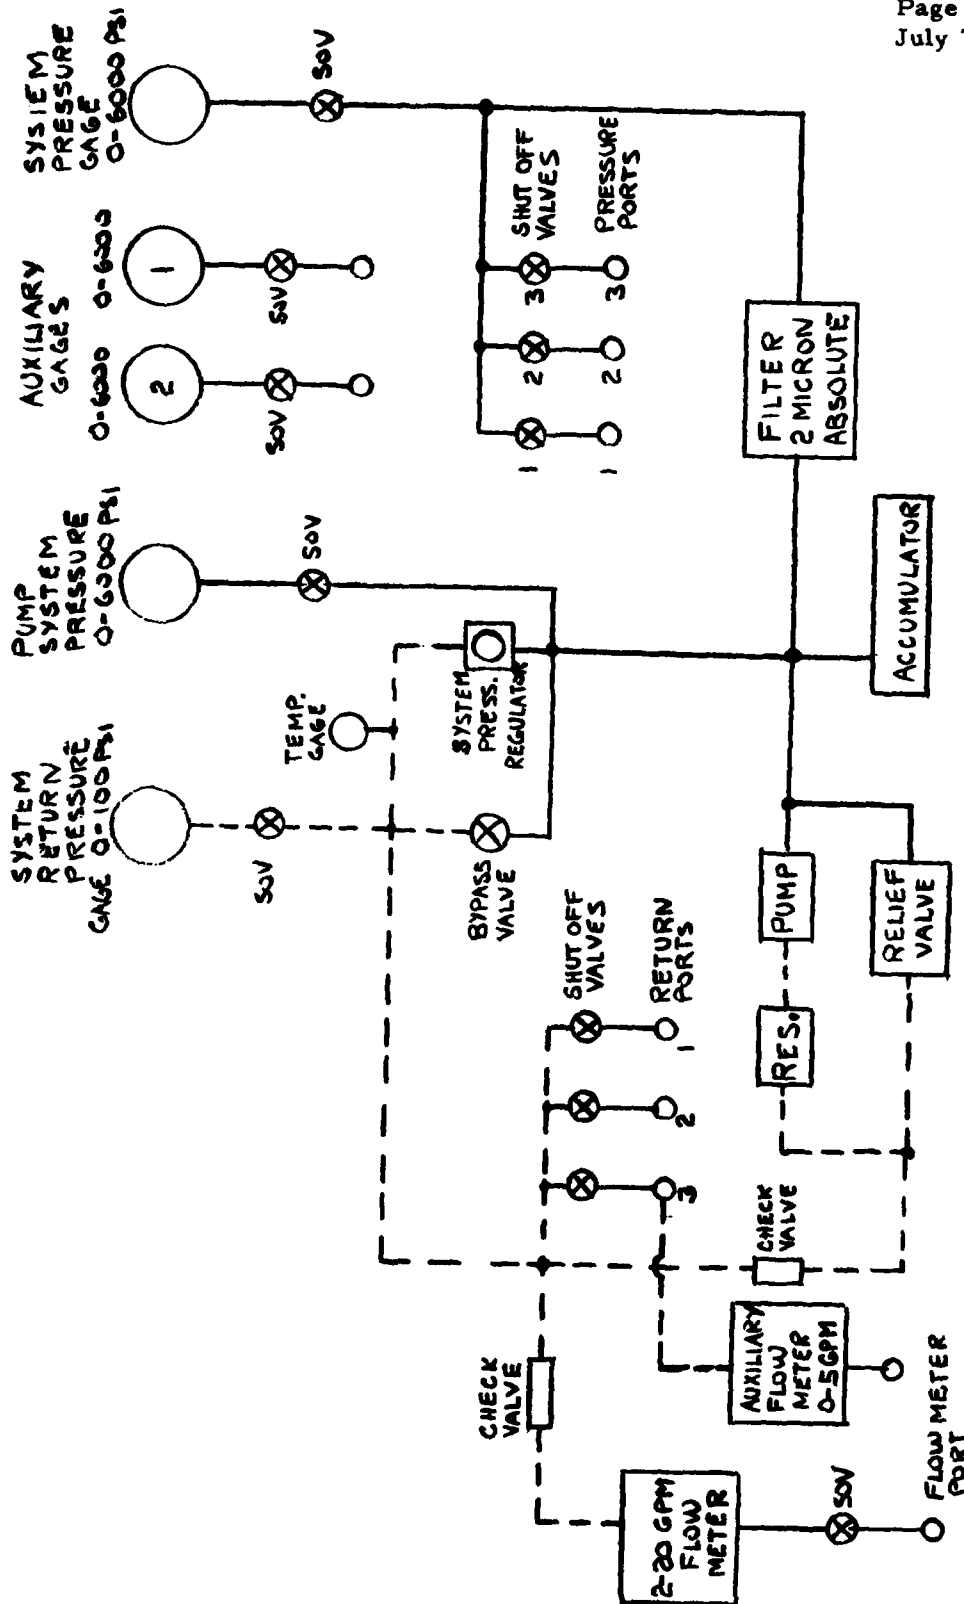 Page
July
SYSTEM
PRESSURE
GAGE
0-6000 PSI
SOV
AUXILIARY
GAGES
0-6000
1
SOV
0-6000
2
SOV
SHUT OFF
VALVES
PRESSURE
PORTS
3
3
2
2
1
1
FILTER
2 MICRON
ABSOLUTE
PUMP
SYSTEM
PRESSURE
0-6000 PSI
SOV
ACCUMULATOR
SYSTEM
PRESS.
REGULATOR
TEMP.
GAGE
SYSTEM
RETURN
PRESSURE
GAGE 0-100 PSI
SOV
BYPASS
VALVE
PUMP
RELIEF
VALVE
RES.
SHUT OFF
VALVES
RETURN
PORTS
1
2
3
CHECK
VALVE
CHECK
VALVE
AUXILIARY
FLOW
METER
0-5 GPM
2-20 GPM
FLOW
METER
SOV
FLOW METER
PORT